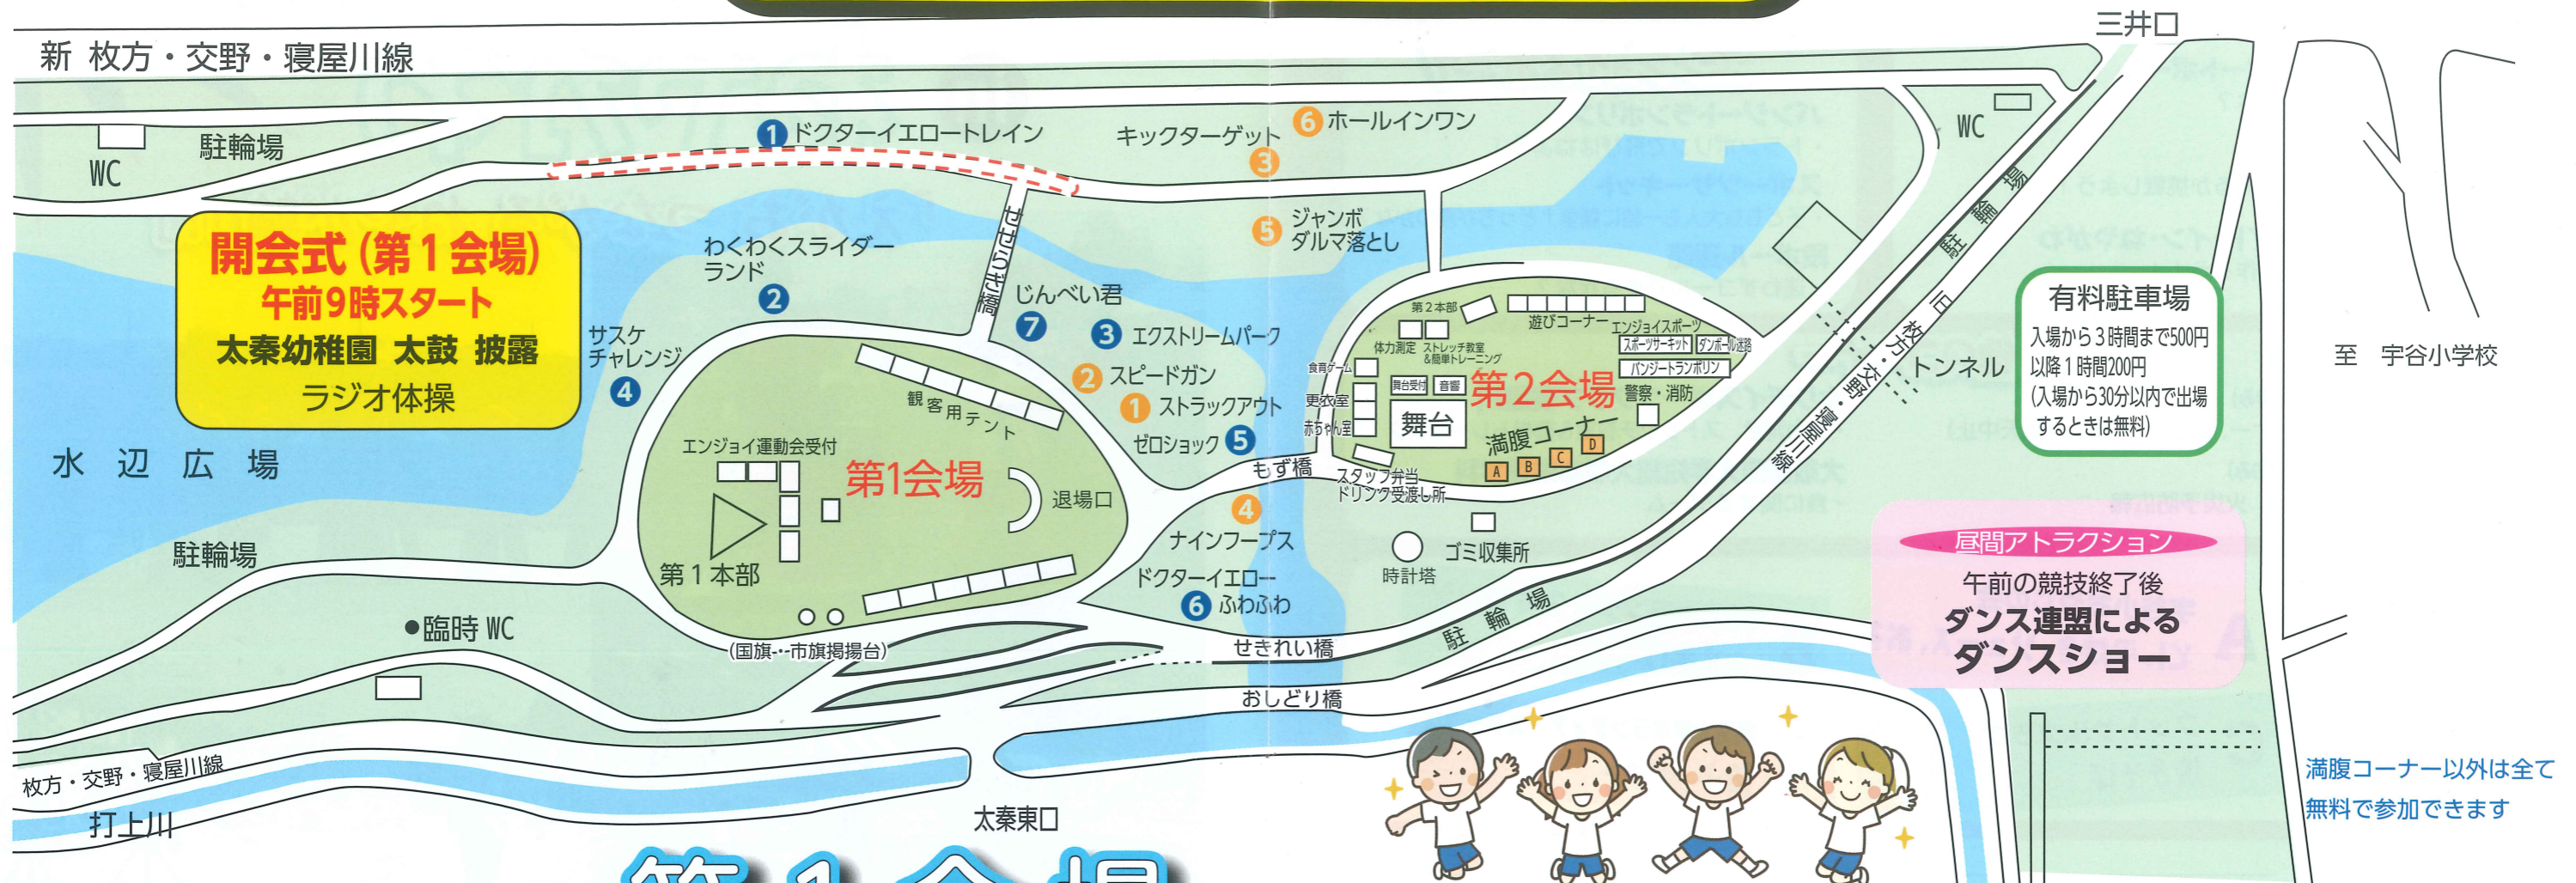 三井口
新 枚方・交野・寝屋川線
WC
駐輪場
1 ドクターイエロートレイン
キックターゲット
3
6 ホールインワン
WC
駐輪場
せせらぎ橋
5 ジャンボ
ダルマ落とし
開会式(第1会場)
午前9時スタート
太秦幼稚園 太鼓 披露
ラジオ体操
わくわくスライダー
ランド
2
サスケ
チャレンジ
4
じんべい君
7
3 エクストリームパーク
2 スピードガン
1 ストラックアウト
ゼロショック 5
第2本部
遊びコーナー
エンジョイスポーツ
スポーツサーキット
ダンボール迷路
バンジートランポリン
体力測定
ストレッチ教室
&簡単トレーニング
食育ゲーム
舞台受付
音響
更衣室
赤ちゃん室
舞台
第2会場
警察・消防
満腹コーナー
A
B
C
D
もず橋
スタッフ弁当
ドリンク受渡し所
旧 枚方・交野・寝屋川線
トンネル
有料駐車場
入場から3時間まで500円
以降1時間200円
(入場から30分以内で出場
するときは無料)
至 宇谷小学校
水辺広場
観客用テント
エンジョイ運動会受付
第1会場
退場口
第1本部
(国旗・・市旗掲揚台)
駐輪場
●臨時 WC
4
ナインフープス
ドクターイエロー
6 ふわふわ
時計塔
ゴミ収集所
駐輪場
せきれい橋
おしどり橋
昼間アトラクション
午前の競技終了後
ダンス連盟による
ダンスショー
枚方・交野・寝屋川線
打上川
太秦東口
満腹コーナー以外は全て
無料で参加できます
第1会場